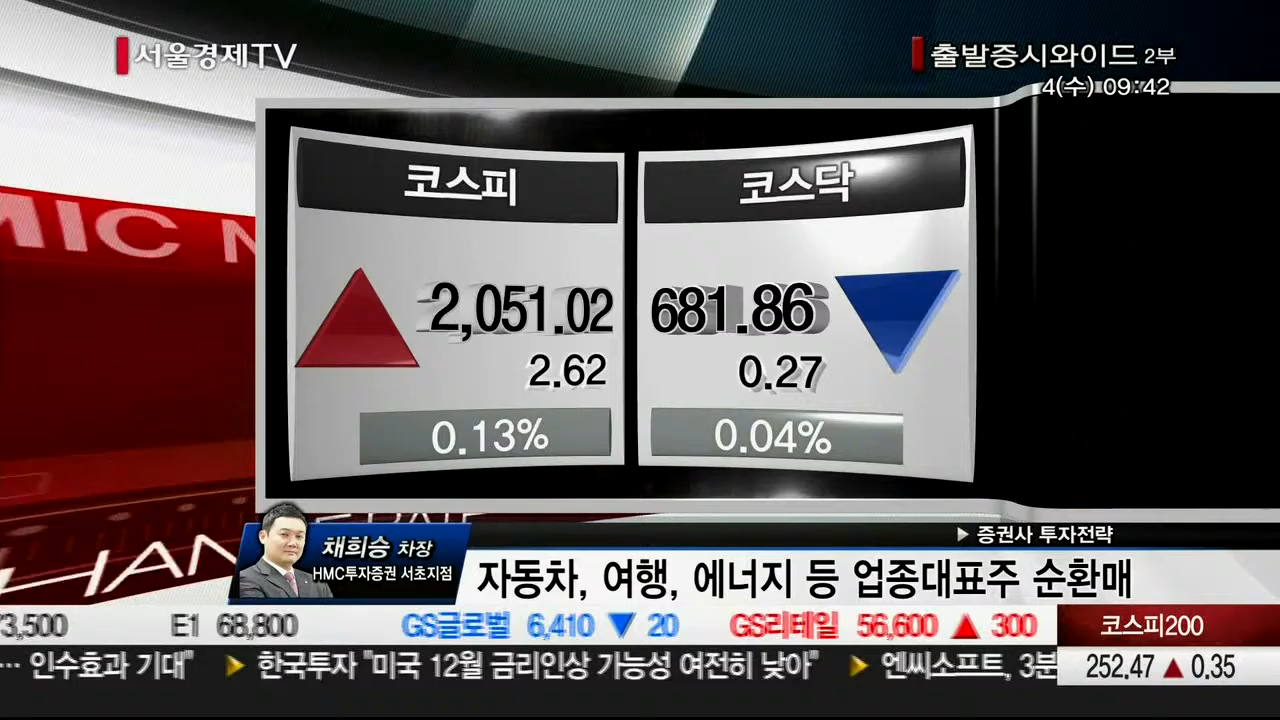 서울경제TV
출발증시와이드 2부
4(수) 09:42
코스피
2,051.02
2.62
0.13%
코스닥
681.86
0.27
0.04%
▶ 증권사 투자전략
채희승 차장
HMC투자증권 서초지점
자동차, 여행, 에너지 등 업종대표주 순환매
3,500 E1 68,800 GS글로벌 6,410 ▼ 20 GS리테일 56,600 ▲ 300
코스피200
··· 인수효과 기대" ▶ 한국투자 "미국 12월 금리인상 가능성 여전히 낮아" ▶ 엔씨소프트, 3분
252.47 ▲ 0.35